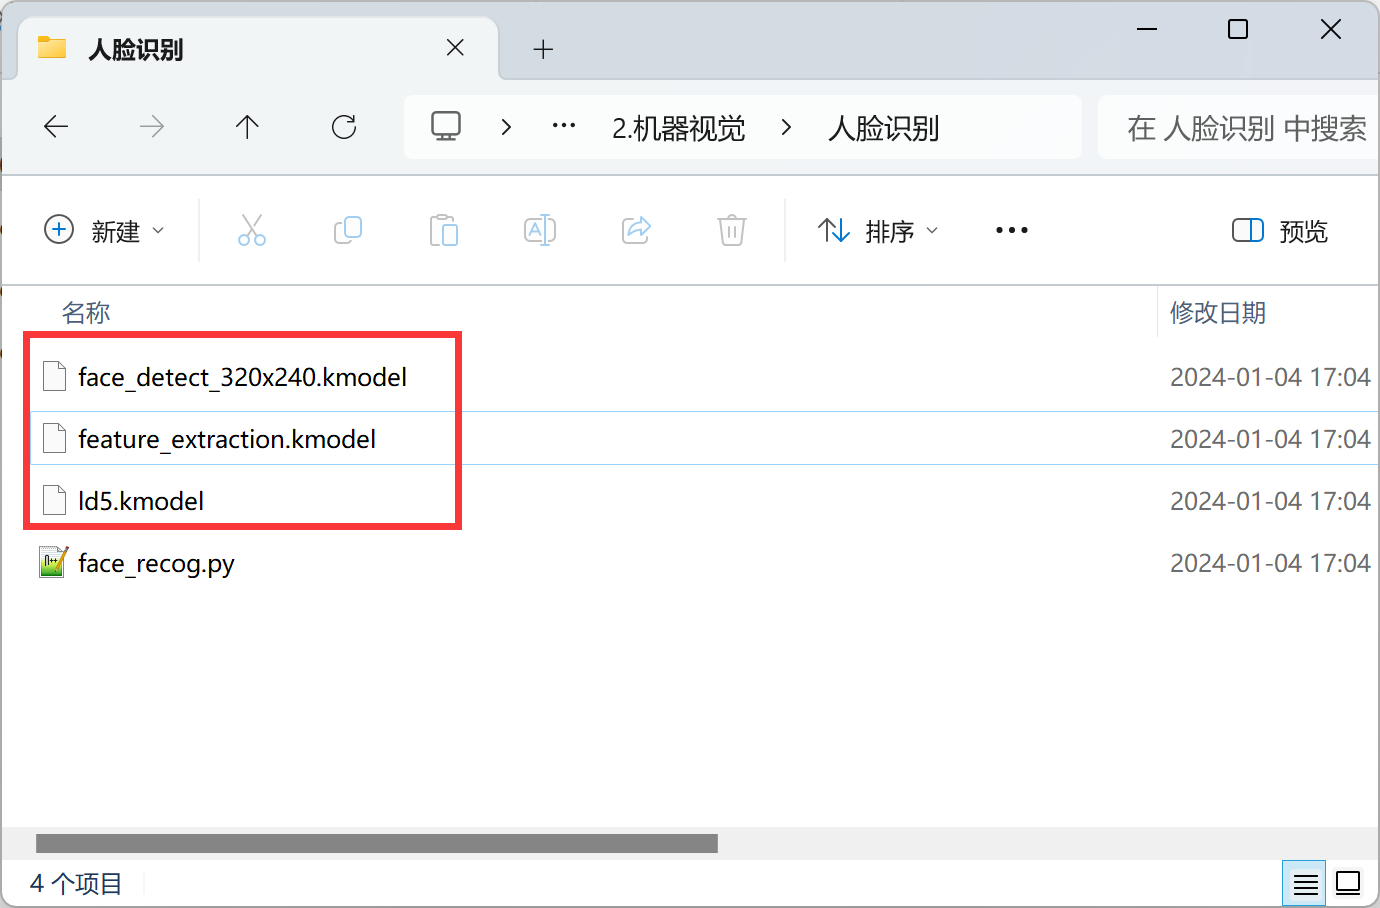 人脸识别
2.机器视觉 > 人脸识别
在 人脸识别 中搜索
新建
排序
预览
名称
修改日期
face_detect_320x240.kmodel 2024-01-04 17:04
feature_extraction.kmodel 2024-01-04 17:04
ld5.kmodel 2024-01-04 17:04
face_recog.py 2024-01-04 17:04
4 个项目